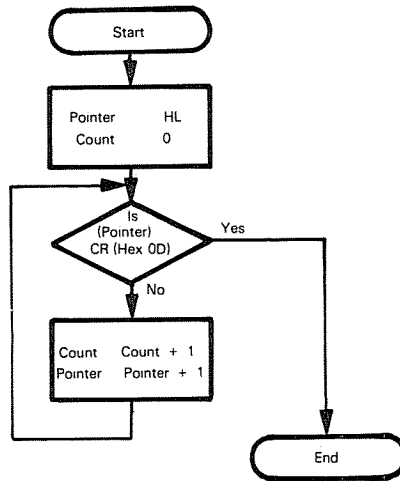 Start
Pointer HL
Count 0
Is
(Pointer)
CR (Hex 0D)
Yes
No
Count Count + 1
Pointer Pointer + 1
End